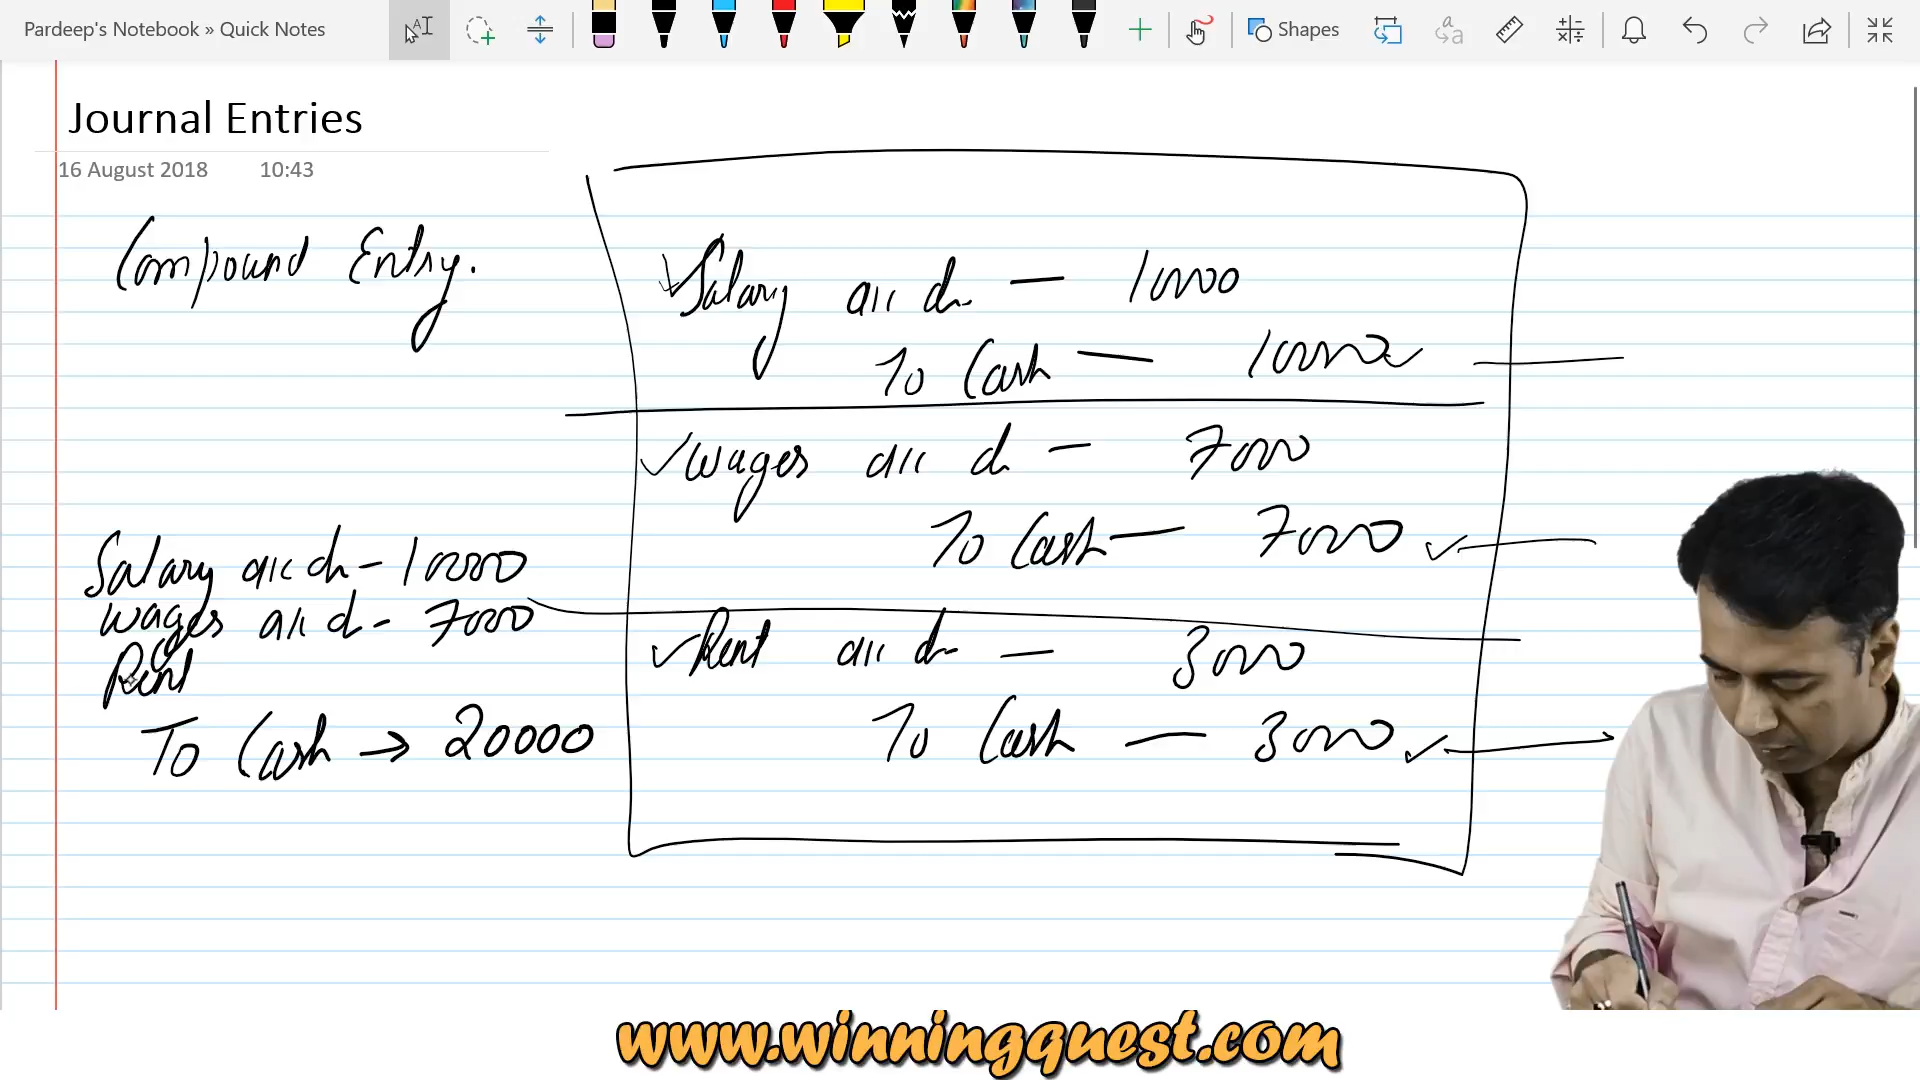 Pardeep's Notebook » Quick Notes
Shapes
Journal Entries
16 August 2018 10:43
Compound Entry.
Salary a/c dr - 10000
Wages a/c dr - 7000
Rent
To Cash → 20000
✓Salary a/c dr. — 10000
To Cash — 10000 ✓
✓Wages a/c dr — 7000
To Cash — 7000 ✓
✓Rent a/c dr — 3000
To Cash — 3000 ✓
www.winningquest.com